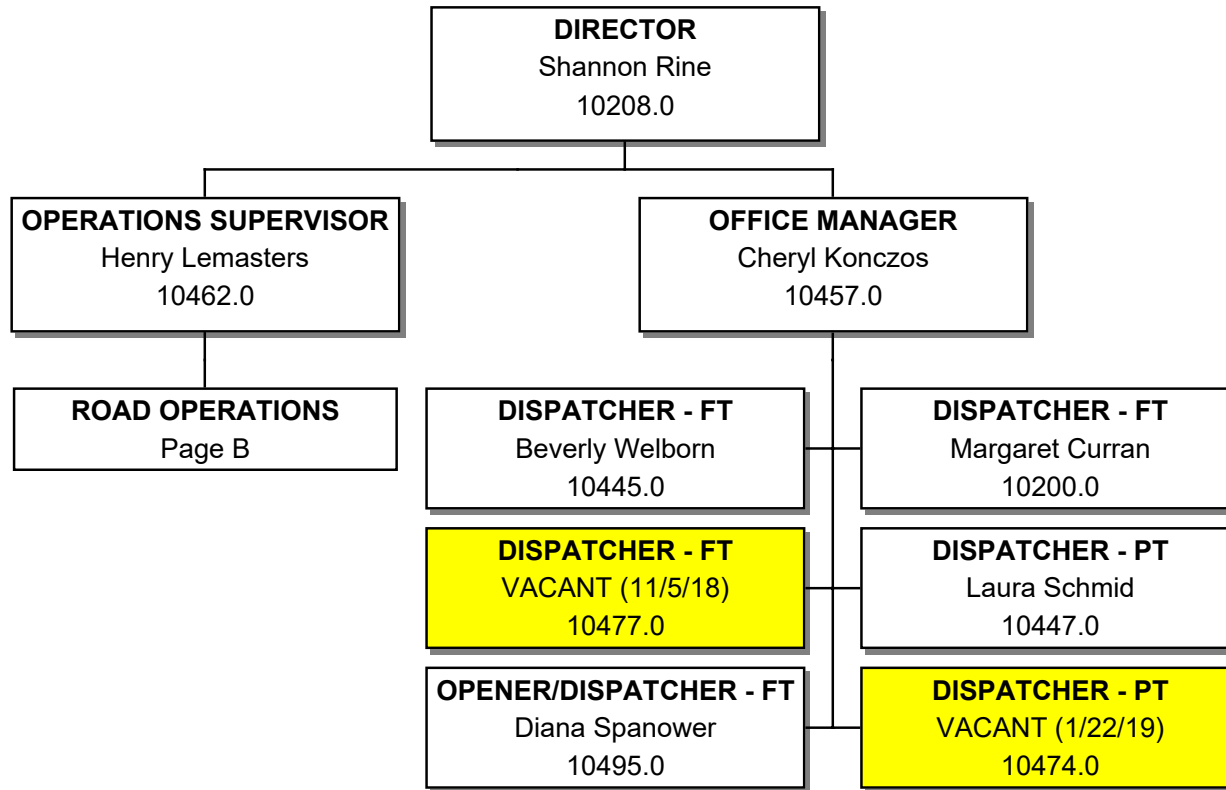 DIRECTOR
Shannon Rine
10208.0
OPERATIONS SUPERVISOR
Henry Lemasters
10462.0
OFFICE MANAGER
Cheryl Konczos
10457.0
ROAD OPERATIONS
Page B
DISPATCHER - FT
Beverly Welborn
10445.0
DISPATCHER - FT
Margaret Curran
10200.0
DISPATCHER - FT
VACANT (11/5/18)
10477.0
DISPATCHER - PT
Laura Schmid
10447.0
OPENER/DISPATCHER - FT
Diana Spanower
10495.0
DISPATCHER - PT
VACANT (1/22/19)
10474.0